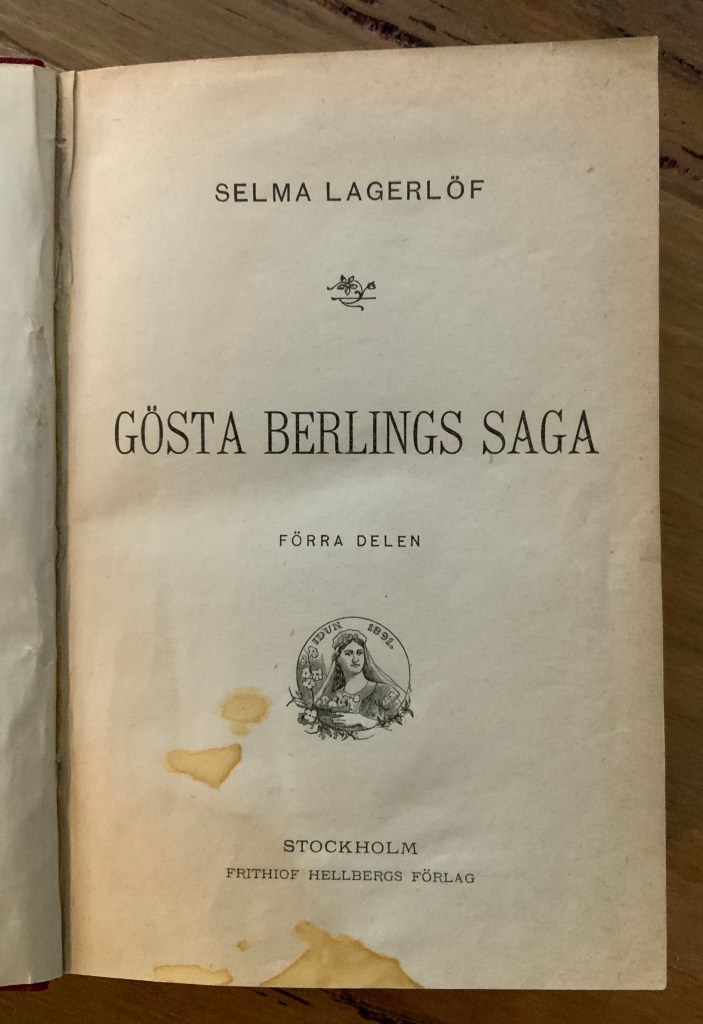 SELMA LAGERLÖF
GÖSTA BERLINGS SAGA
FÖRRA DELEN
IDUN 1891.
STOCKHOLM
FRITHIOF HELLBERGS FÖRLAG